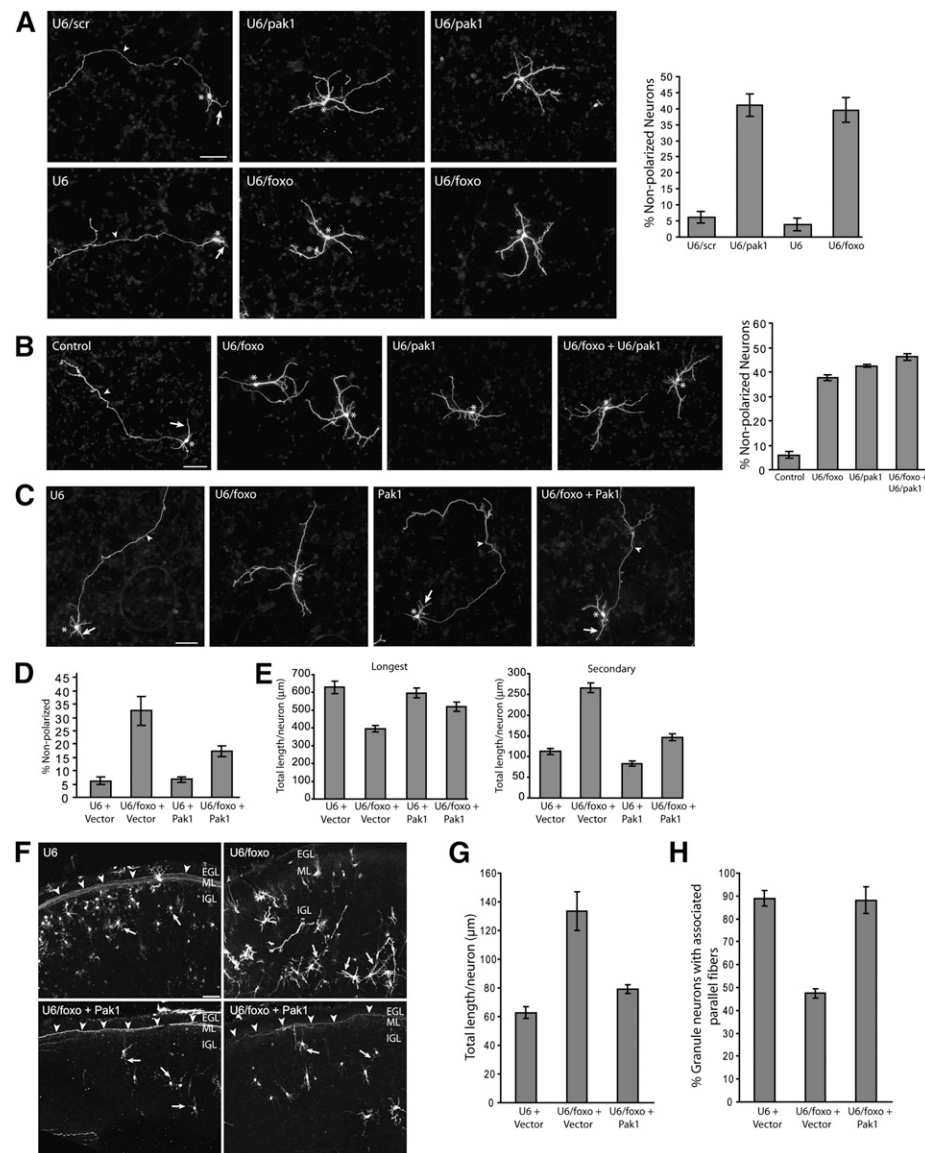 A
U6/scr
U6/pak1
U6/pak1
U6
U6/foxo
U6/foxo
% Non-polarized Neurons
50
45
40
35
30
25
20
15
10
5
0
U6/scr
U6/pak1
U6
U6/foxo
B
Control
U6/foxo
U6/pak1
U6/foxo + U6/pak1
% Non-polarized Neurons
60
50
40
30
20
10
0
Control
U6/foxo
U6/pak1
U6/foxo +
U6/pak1
C
U6
U6/foxo
Pak1
U6/foxo + Pak1
D
% Non-polarized
45
40
35
30
25
20
15
10
5
0
U6 +
Vector
U6/foxo +
Vector
U6 +
Pak1
U6/foxo +
Pak1
E
Longest
Total length/neuron (μm)
700
600
500
400
300
200
100
0
U6 +
Vector
U6/foxo +
Vector
U6 +
Pak1
U6/foxo +
Pak1
Secondary
Total length/neuron (μm)
300
250
200
150
100
50
0
U6 +
Vector
U6/foxo +
Vector
U6 +
Pak1
U6/foxo +
Pak1
F
U6
EGL
ML
IGL
U6/foxo
EGL
ML
IGL
U6/foxo + Pak1
EGL
ML
IGL
U6/foxo + Pak1
EGL
ML
IGL
G
Total length/neuron (μm)
160
140
120
100
80
60
40
20
0
U6 +
Vector
U6/foxo +
Vector
U6/foxo +
Pak1
H
% Granule neurons with associated
parallel fibers
100
90
80
70
60
50
40
30
20
10
0
U6 +
Vector
U6/foxo +
Vector
U6/foxo +
Pak1